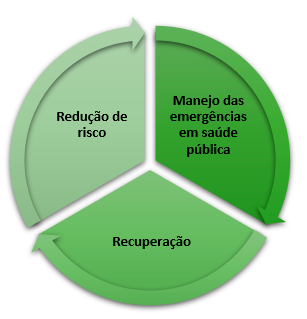 Redução de
risco
Manejo das
emergências
em saúde
pública
Recuperação